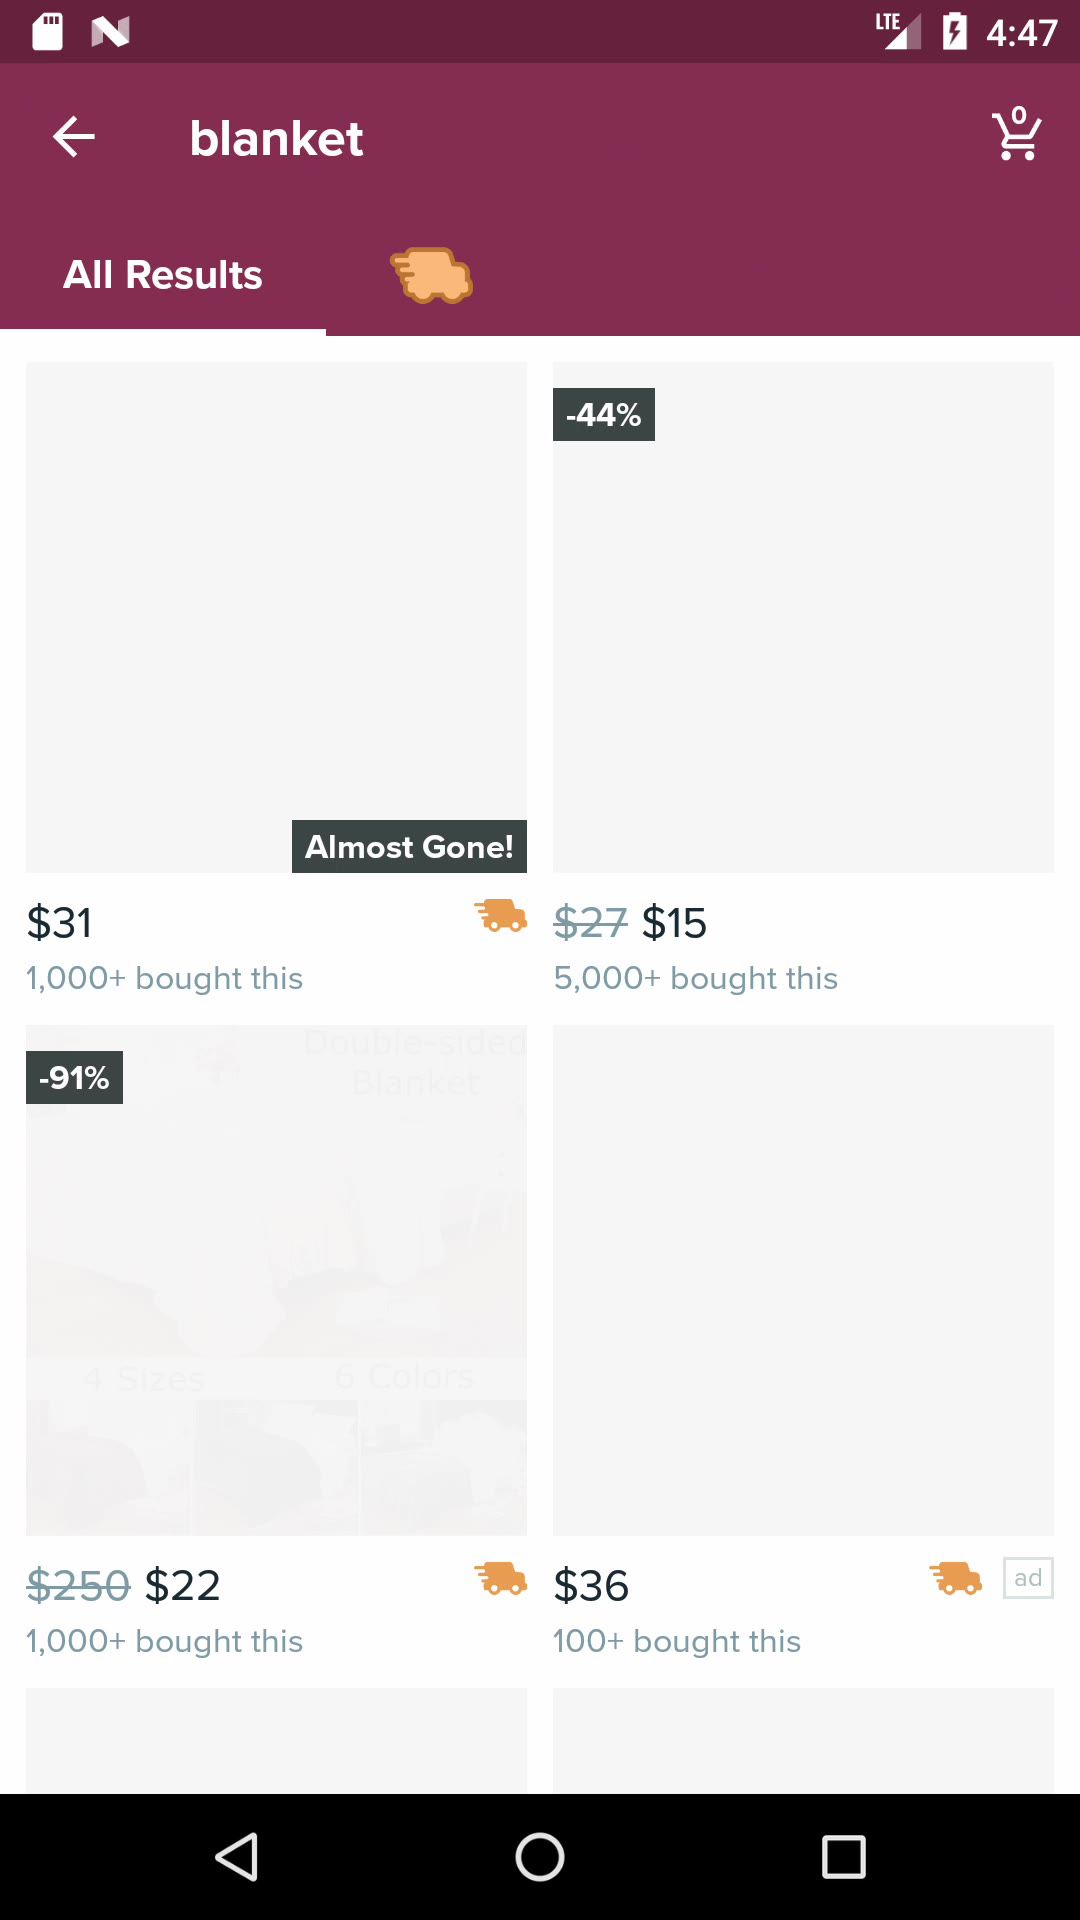 LTE
4:47
blanket
0
All Results
-44%
Almost Gone!
$31
1,000+ bought this
$27 $15
5,000+ bought this
-91%
Double-sided
Blanket
4 Sizes
6 Colors
$250 $22
1,000+ bought this
$36
ad
100+ bought this